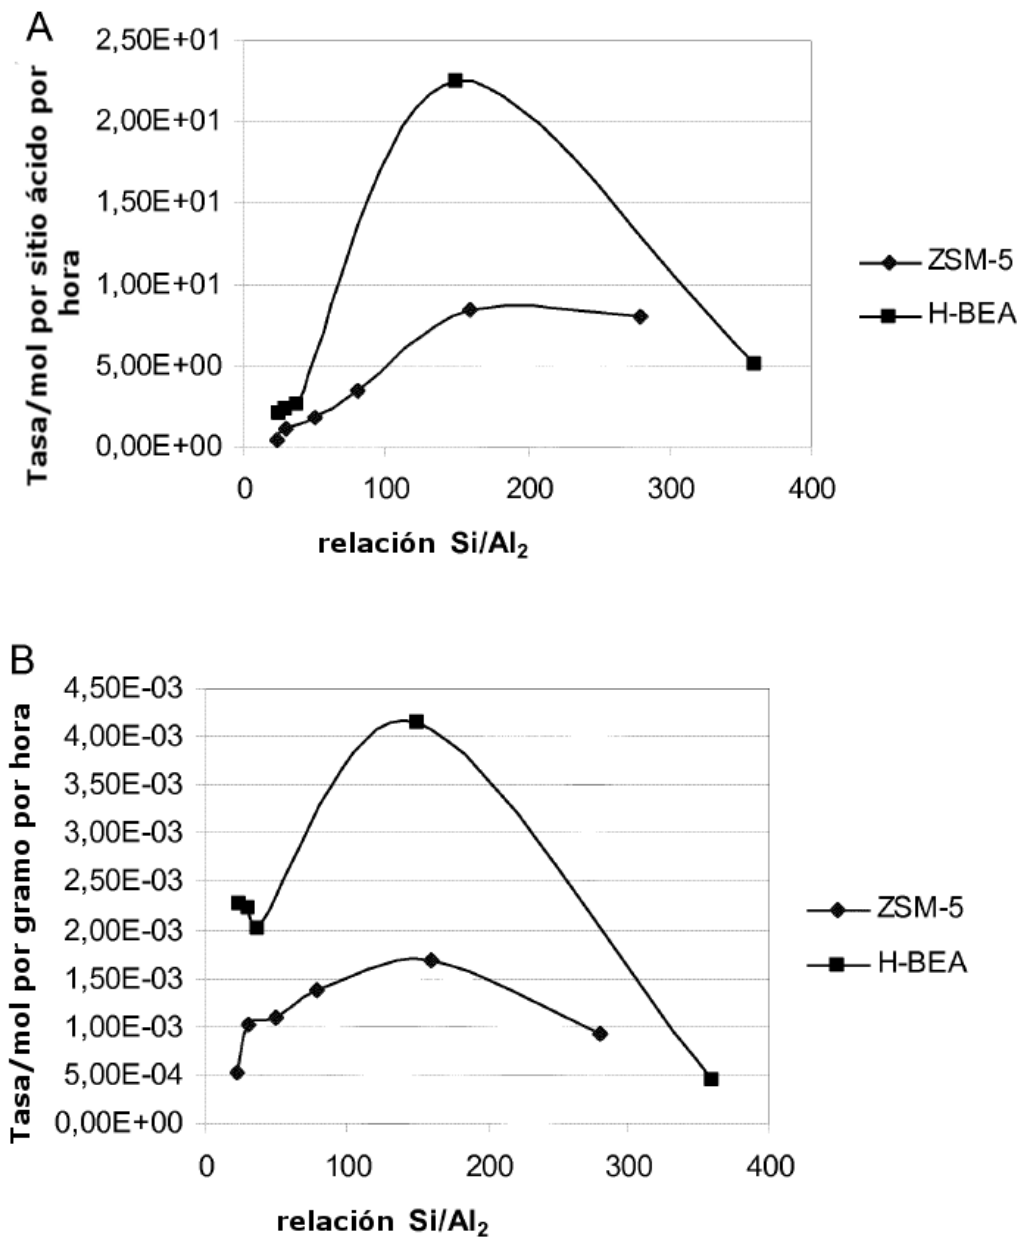 A
2,50E+01
2,00E+01
1,50E+01
1,00E+01
5,00E+00
0,00E+00
Tasa/mol por sitio ácido por
hora
0 100 200 300 400
relación Si/Al₂
ZSM-5
H-BEA
B
4,50E-03
4,00E-03
3,50E-03
3,00E-03
2,50E-03
2,00E-03
1,50E-03
1,00E-03
5,00E-04
0,00E+00
Tasa/mol por gramo por hora
0 100 200 300 400
relación Si/Al₂
ZSM-5
H-BEA